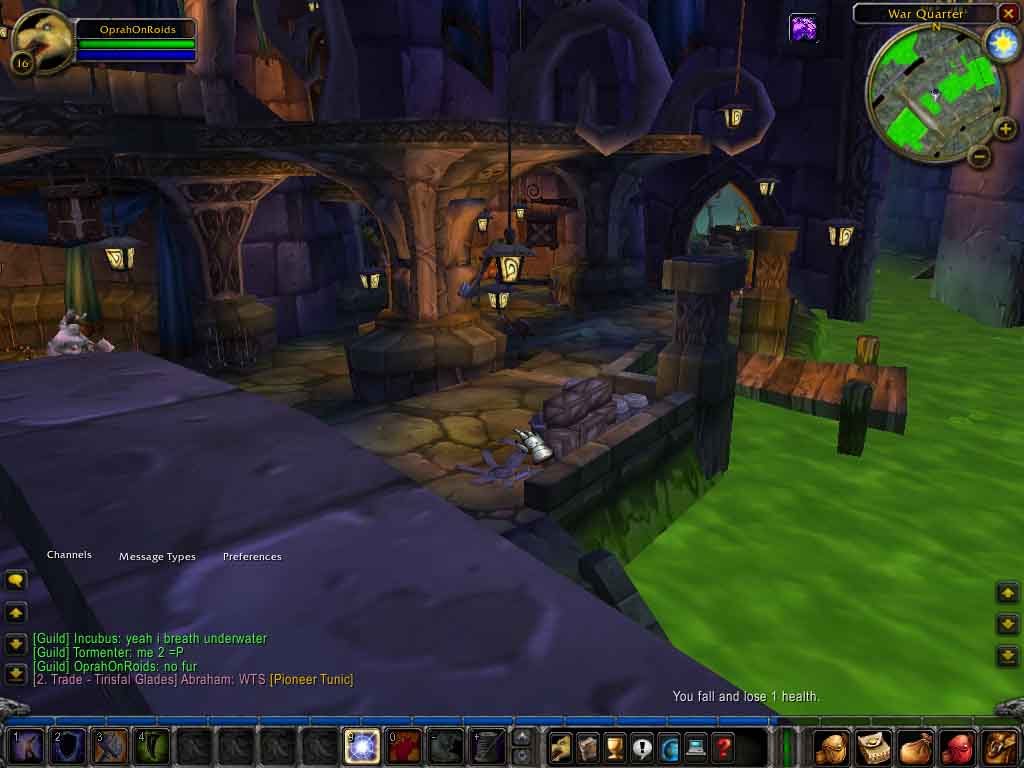 OprahOnRoids
16
War Quarter
N
Channels Message Types Preferences
[Guild] Incubus: yeah i breath underwater
[Guild] Tormenter: me 2 =P
[Guild] OprahOnRoids: no fur
[2. Trade - Tirisfal Glades] Abraham: WTS [Pioneer Tunic]
You fall and lose 1 health.
1 2 3 4 9 0 - +